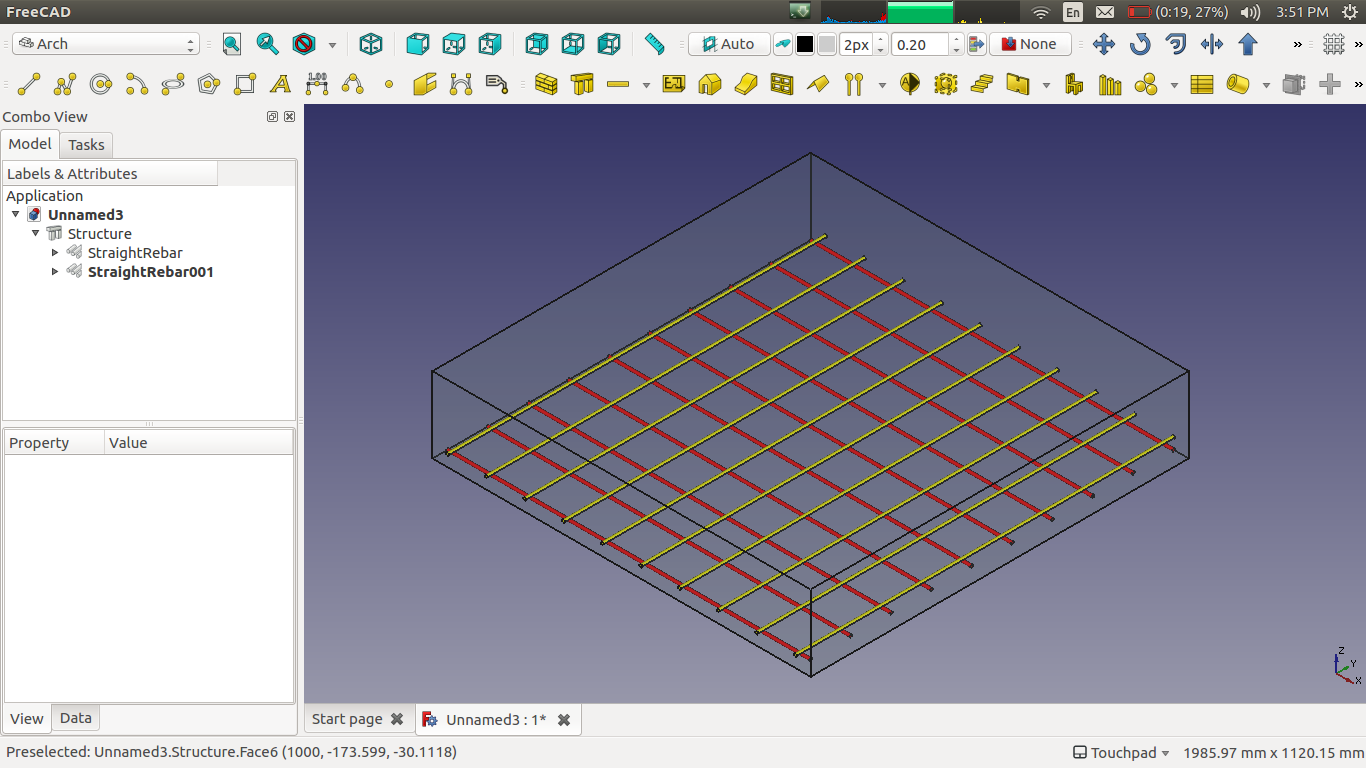 FreeCAD
En
(0:19, 27%)
3:51 PM
Arch
Auto
2px
0.20
None
»
»
A
1.00
»
Combo View
Model
Tasks
Labels & Attributes
Application
Unnamed3
Structure
StraightRebar
StraightRebar001
Property
Value
View
Data
Z
Y
X
Start page
Unnamed3 : 1*
Preselected: Unnamed3.Structure.Face6 (1000, -173.599, -30.1118)
Touchpad
1985.97 mm x 1120.15 mm